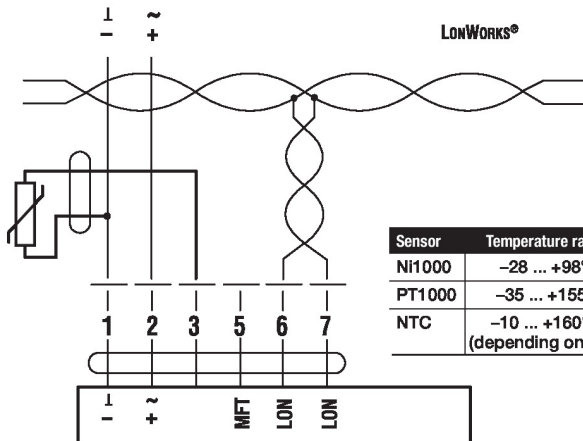 ⊥ ~
– +
LONWORKS®
Sensor Temperature
Ni1000 –28 ... +98°
PT1000 –35 ... +155
NTC –10 ... +160°
(depending on
1 2 3 5 6 7
⊥ ~ MFT LON LON
– +